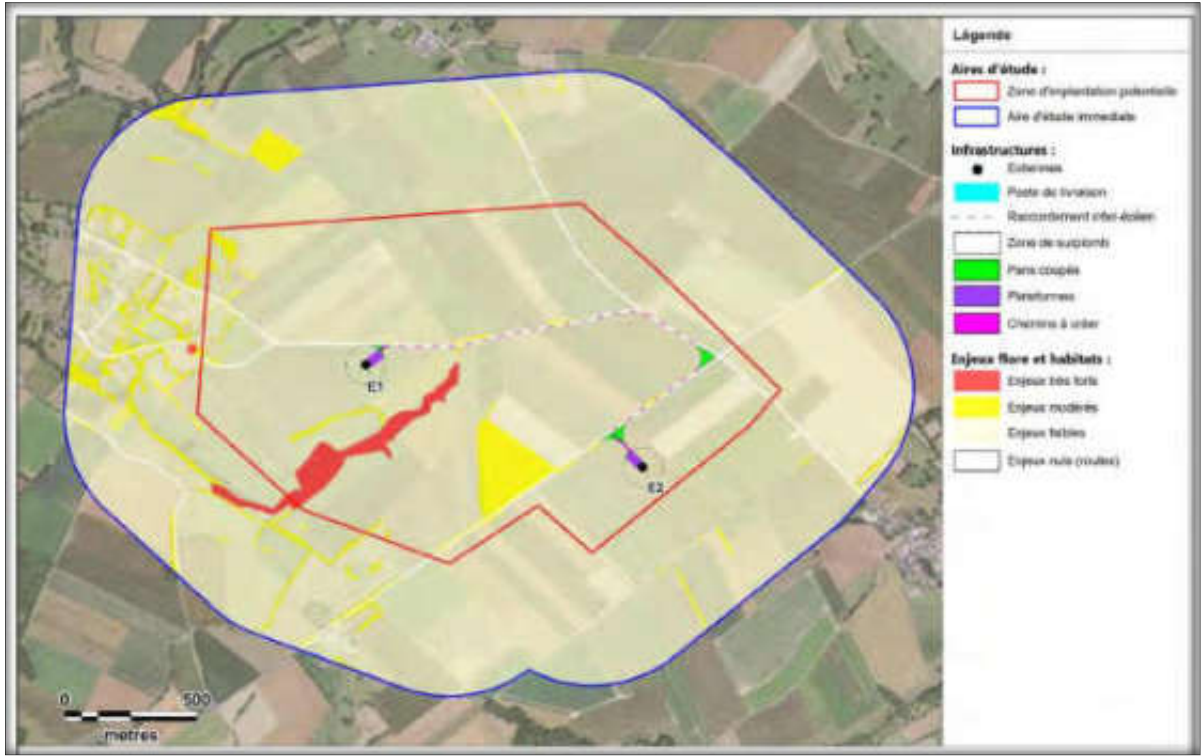 Légende
Aires d'étude :
Zone d'implantation potentielle
Aire d'étude immédiate
Infrastructures :
Eoliennes
Poste de livraison
Raccordement inter-éolien
Zone de surplomb
Pans coupés
Plateformes
Chemins à créer
Enjeux flore et habitats :
Enjeux très forts
Enjeux modérés
Enjeux faibles
Enjeux nuls (routes)
E1
E2
0 500
metres